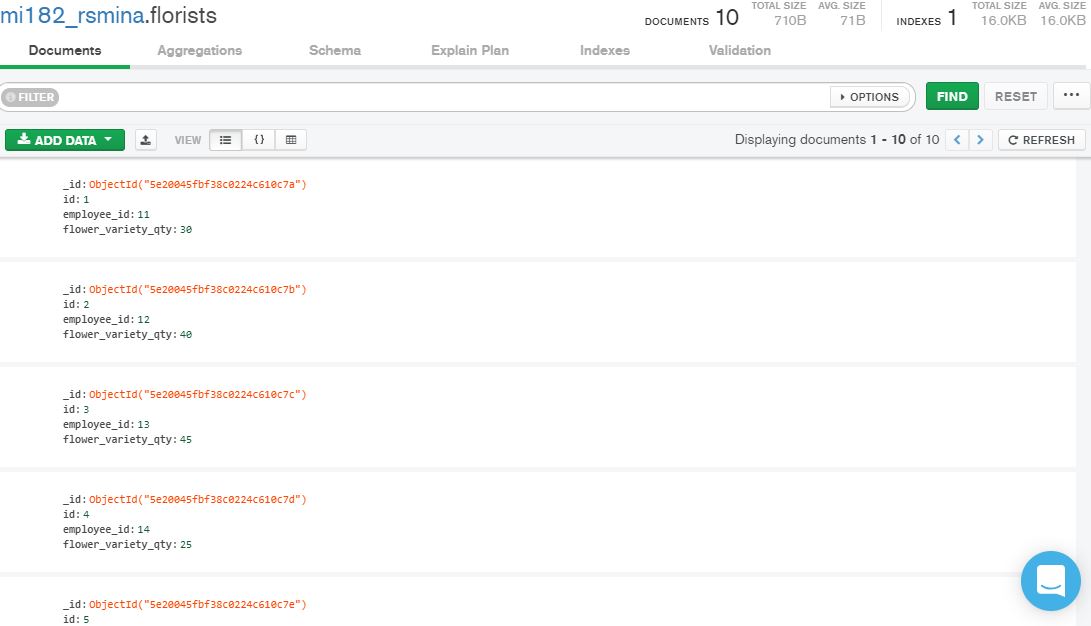 mi182_rsmina.florists
DOCUMENTS 10 TOTAL SIZE 710B AVG. SIZE 71B INDEXES 1 TOTAL SIZE 16.0KB AVG. SIZE 16.0KB
Documents Aggregations Schema Explain Plan Indexes Validation
FILTER OPTIONS FIND RESET ...
ADD DATA VIEW { } Displaying documents 1 - 10 of 10 < > REFRESH
_id: ObjectId("5e20045fbf38c0224c610c7a")
id: 1
employee_id: 11
flower_variety_qty: 30
_id: ObjectId("5e20045fbf38c0224c610c7b")
id: 2
employee_id: 12
flower_variety_qty: 40
_id: ObjectId("5e20045fbf38c0224c610c7c")
id: 3
employee_id: 13
flower_variety_qty: 45
_id: ObjectId("5e20045fbf38c0224c610c7d")
id: 4
employee_id: 14
flower_variety_qty: 25
_id: ObjectId("5e20045fbf38c0224c610c7e")
id: 5